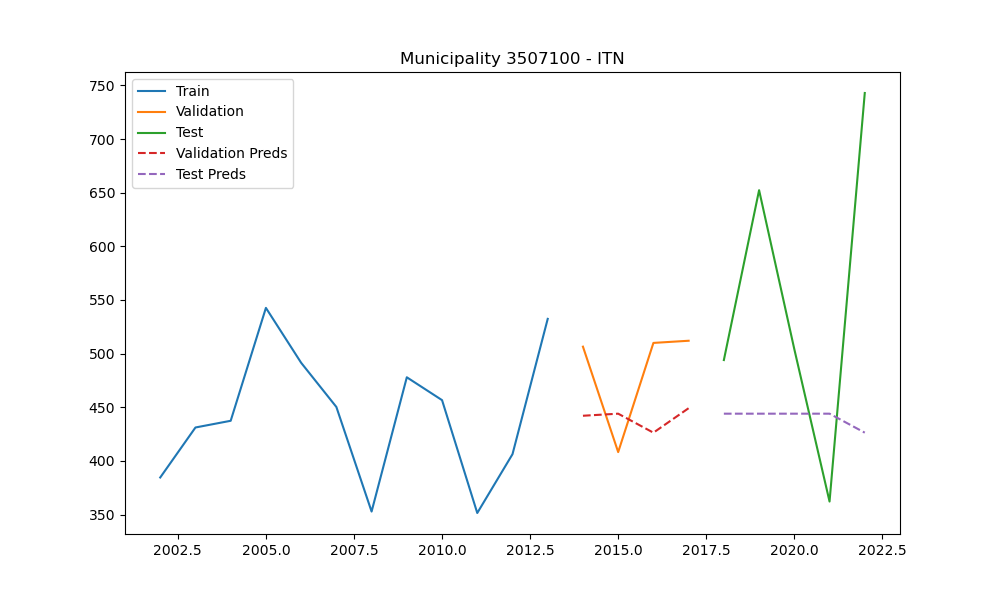 Municipality 3507100 - ITN
Train
Validation
Test
Validation Preds
Test Preds
750
700
650
600
550
500
450
400
350
2002.5 2005.0 2007.5 2010.0 2012.5 2015.0 2017.5 2020.0 2022.5